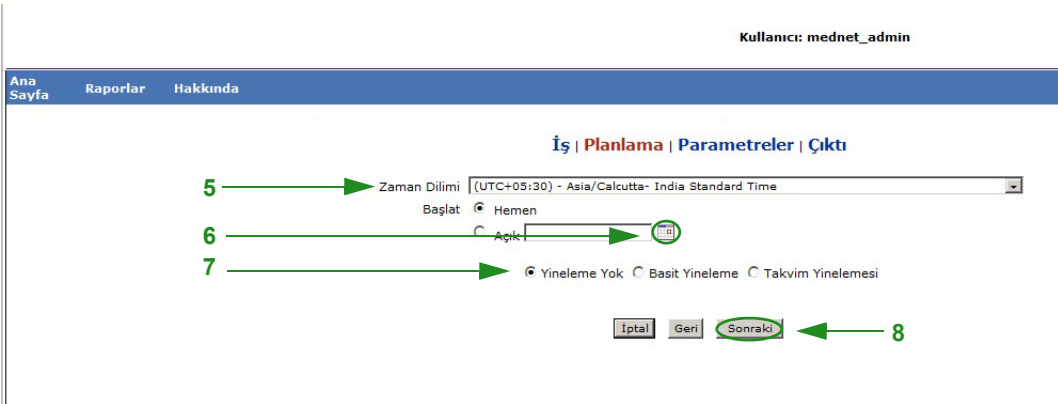 Kullanıcı: mednet_admin
Ana Sayfa Raporlar Hakkında
İş | Planlama | Parametreler | Çıktı
5 Zaman Dilimi (UTC+05:30) - Asia/Calcutta- India Standard Time
Başlat Hemen
6 Açık
7 Yineleme Yok Basit Yineleme Takvim Yinelemesi
İptal Geri Sonraki 8